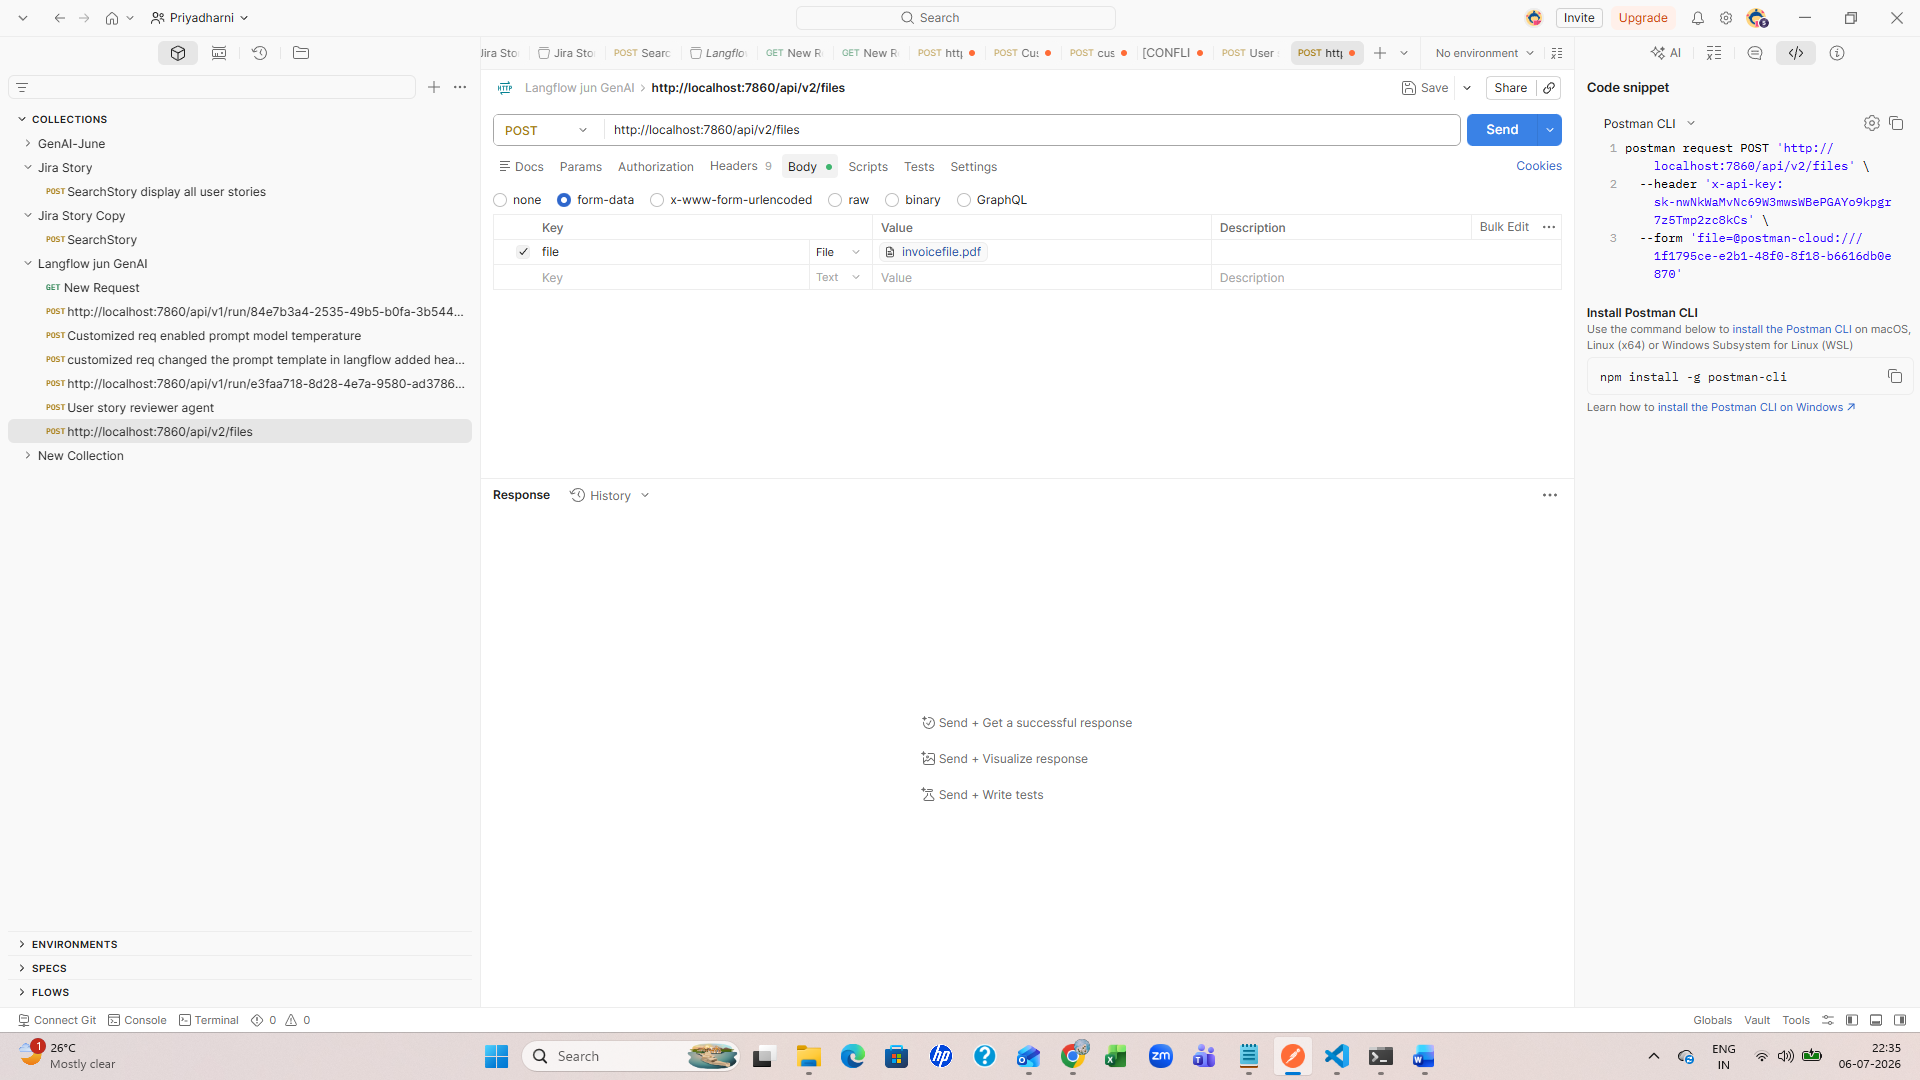 Priyadharni
Search
Invite
Upgrade
Jira Sto
Jira Sto
POST Searc
Langflo
GET New R
GET New R
POST http
POST Cus
POST cus
[CONFLI
POST User
POST http
No environment
AI
Langflow jun GenAI › http://localhost:7860/api/v2/files
Save
Share
Code snippet
COLLECTIONS
GenAI-June
Jira Story
POST SearchStory display all user stories
Jira Story Copy
POST SearchStory
Langflow jun GenAI
GET New Request
POST http://localhost:7860/api/v1/run/84e7b3a4-2535-49b5-b0fa-3b544...
POST Customized req enabled prompt model temperature
POST customized req changed the prompt template in langflow added hea...
POST http://localhost:7860/api/v1/run/e3faa718-8d28-4e7a-9580-ad3786...
POST User story reviewer agent
POST http://localhost:7860/api/v2/files
New Collection
ENVIRONMENTS
SPECS
FLOWS
POST http://localhost:7860/api/v2/files
Send
Docs Params Authorization Headers 9 Body Scripts Tests Settings
Cookies
none form-data x-www-form-urlencoded raw binary GraphQL
Key Value Description Bulk Edit
file File invoicefile.pdf
Key Text Value Description
Response History
Send + Get a successful response
Send + Visualize response
Send + Write tests
Postman CLI
1 postman request POST 'http://
localhost:7860/api/v2/files' \
2 --header 'x-api-key:
sk-nwNkWaMvNc69W3mwsWBePGAYo9kpgr
7z5Tmp2zc8kCs' \
3 --form 'file=@postman-cloud:///
1f1795ce-e2b1-48f0-8f18-b6616db0e
870'
Install Postman CLI
Use the command below to install the Postman CLI on macOS,
Linux (x64) or Windows Subsystem for Linux (WSL)
npm install -g postman-cli
Learn how to install the Postman CLI on Windows
Connect Git Console Terminal 0 0
Globals Vault Tools
1
26°C
Mostly clear
Search
hp
zm
ENG
IN
22:35
06-07-2026